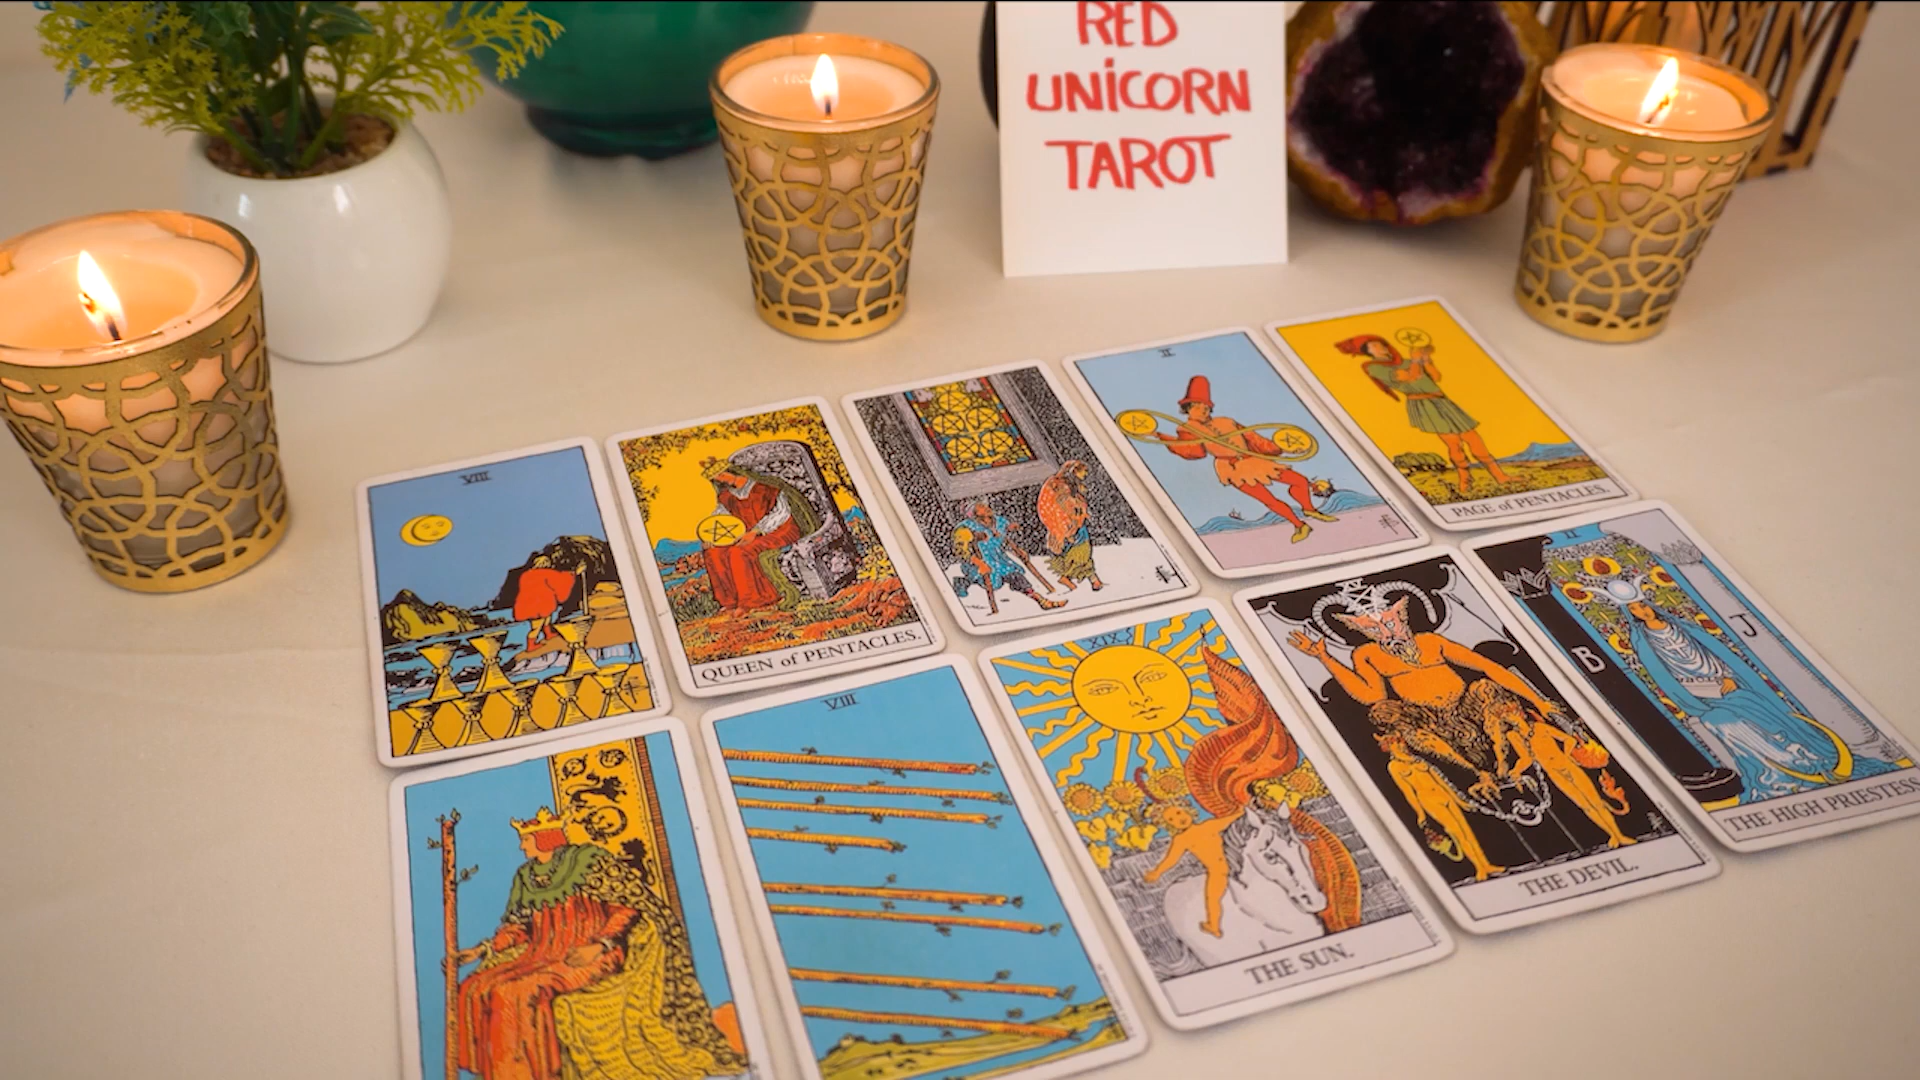 RED
UNICORN
TAROT
VIII
QUEEN of PENTACLES.
II
PAGE of PENTACLES.
VIII
XIX
THE SUN.
XV
THE DEVIL.
II
B
J
THE HIGH PRIESTESS